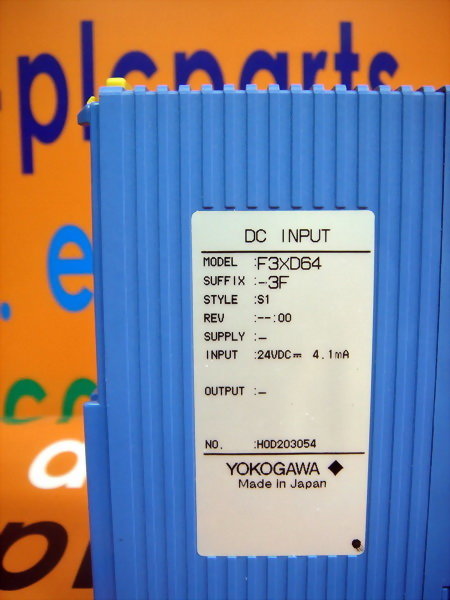 -plcparts
. e
cc
a
p
DC INPUT
MODEL :F3XD64
SUFFIX :-3F
STYLE :S1
REV :--:00
SUPPLY :-
INPUT :24VDC⎓ 4.1mA
OUTPUT :-
NO. :H0D203054
YOKOGAWA ◆
Made in Japan